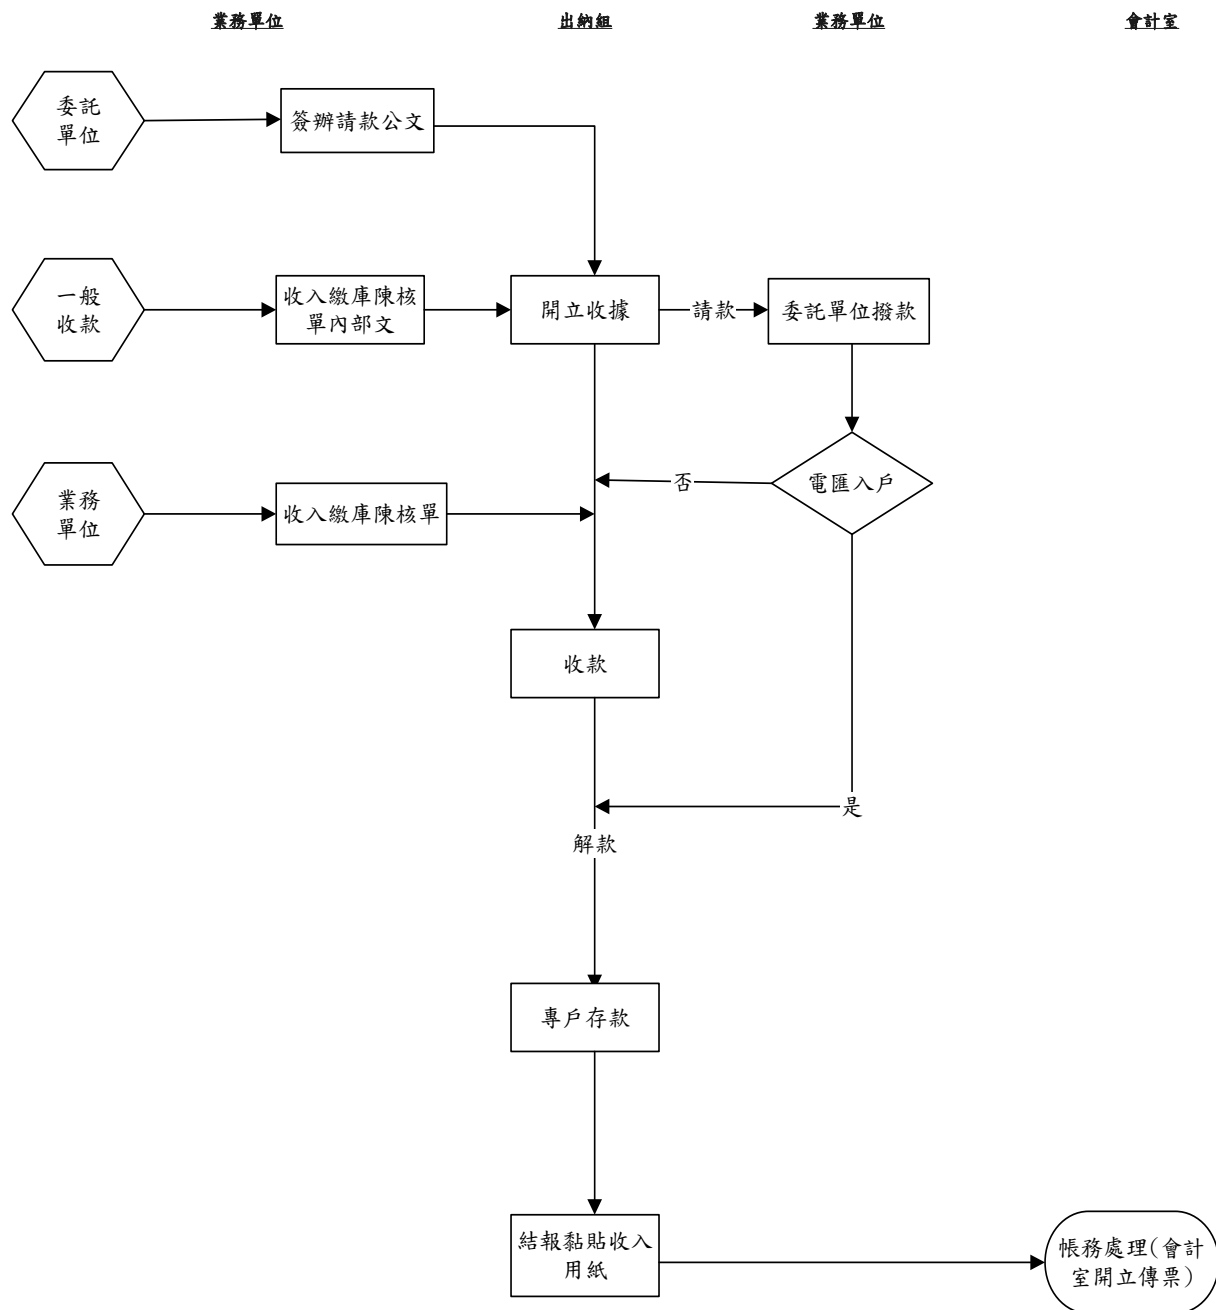 業務單位
出納組
業務單位
會計室
委託
單位
簽辦請款公文
一般
收款
收入繳庫陳核
單內部文
開立收據
請款
委託單位撥款
業務
單位
收入繳庫陳核單
否
電匯入戶
收款
是
解款
專戶存款
結報黏貼收入
用紙
帳務處理(會計
室開立傳票)